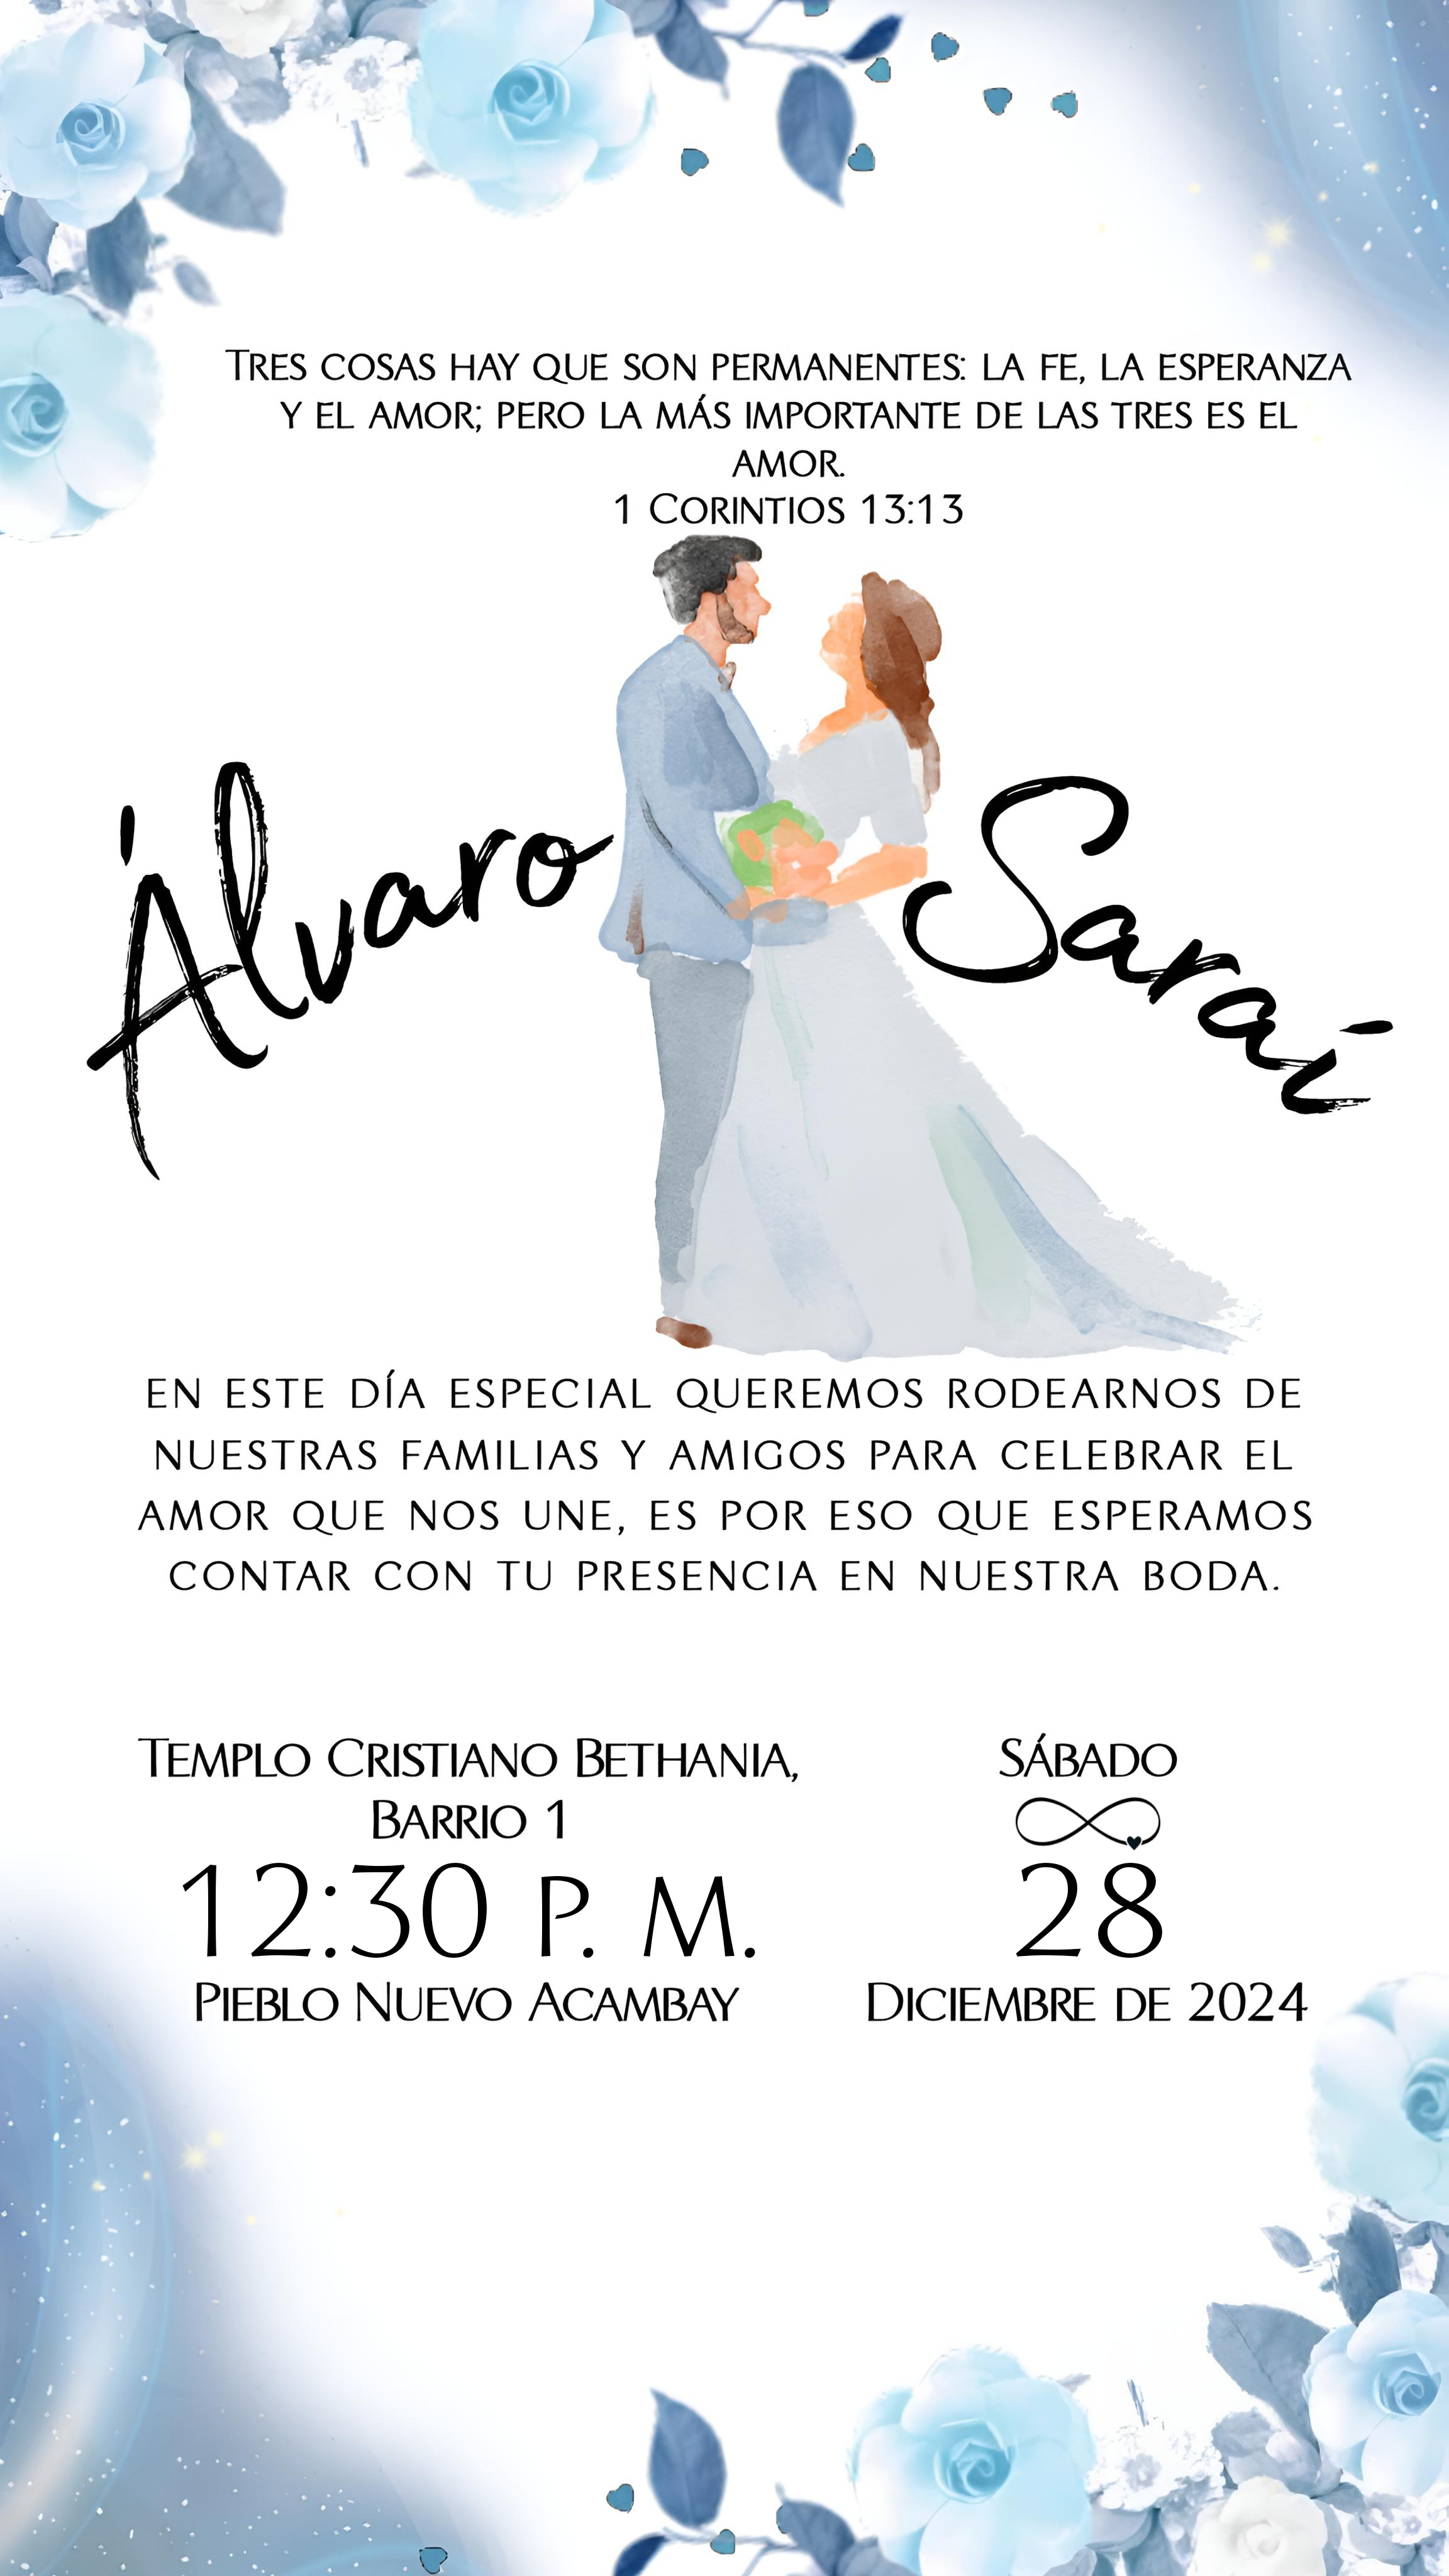 Tres cosas hay que son permanentes: la fe, la esperanza
y el amor; pero la más importante de las tres es el
amor.
1 Corintios 13:13
Álvaro
Saraí
EN ESTE DÍA ESPECIAL QUEREMOS RODEARNOS DE
NUESTRAS FAMILIAS Y AMIGOS PARA CELEBRAR EL
AMOR QUE NOS UNE, ES POR ESO QUE ESPERAMOS
CONTAR CON TU PRESENCIA EN NUESTRA BODA.
Templo Cristiano Bethania,
Barrio 1
12:30 P. M.
Pieblo Nuevo Acambay
Sábado
28
Diciembre de 2024